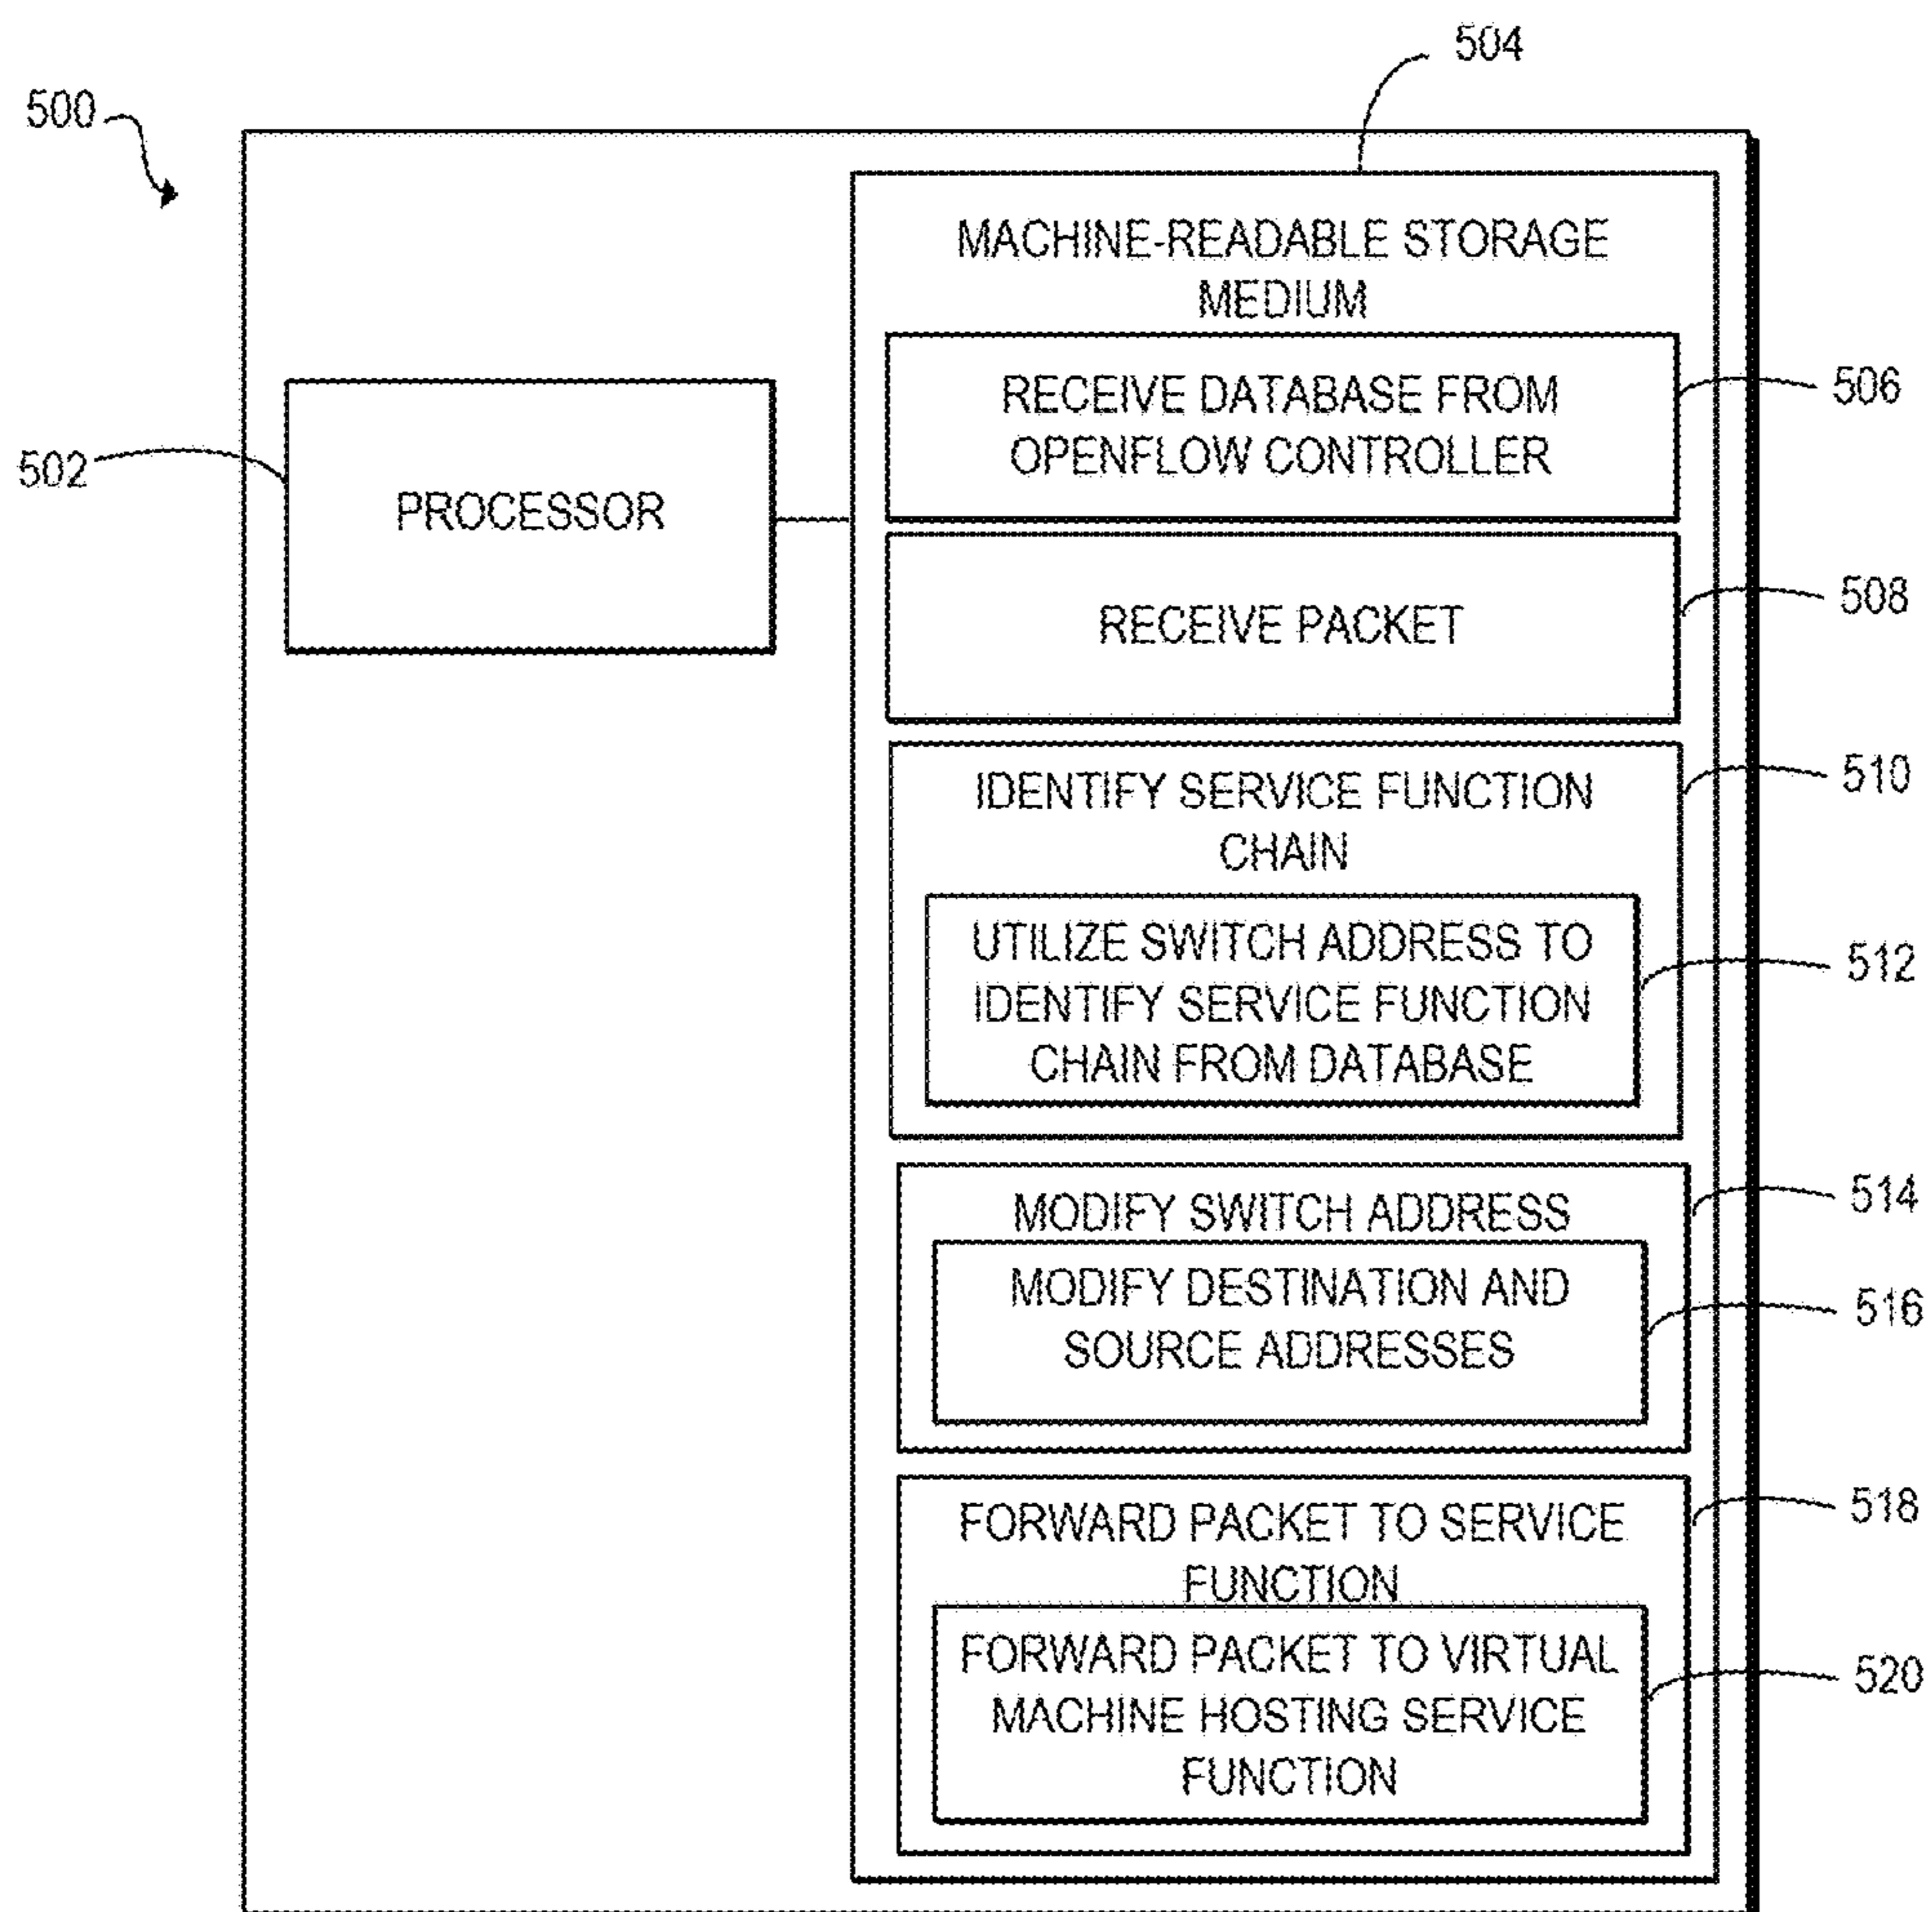 504
500
MACHINE-READABLE STORAGE
MEDIUM
RECEIVE DATABASE FROM
OPENFLOW CONTROLLER
506
502
PROCESSOR
RECEIVE PACKET
508
IDENTIFY SERVICE FUNCTION
CHAIN
510
UTILIZE SWITCH ADDRESS TO
IDENTIFY SERVICE FUNCTION
CHAIN FROM DATABASE
512
MODIFY SWITCH ADDRESS
514
MODIFY DESTINATION AND
SOURCE ADDRESSES
516
FORWARD PACKET TO SERVICE
FUNCTION
518
FORWARD PACKET TO VIRTUAL
MACHINE HOSTING SERVICE
FUNCTION
520